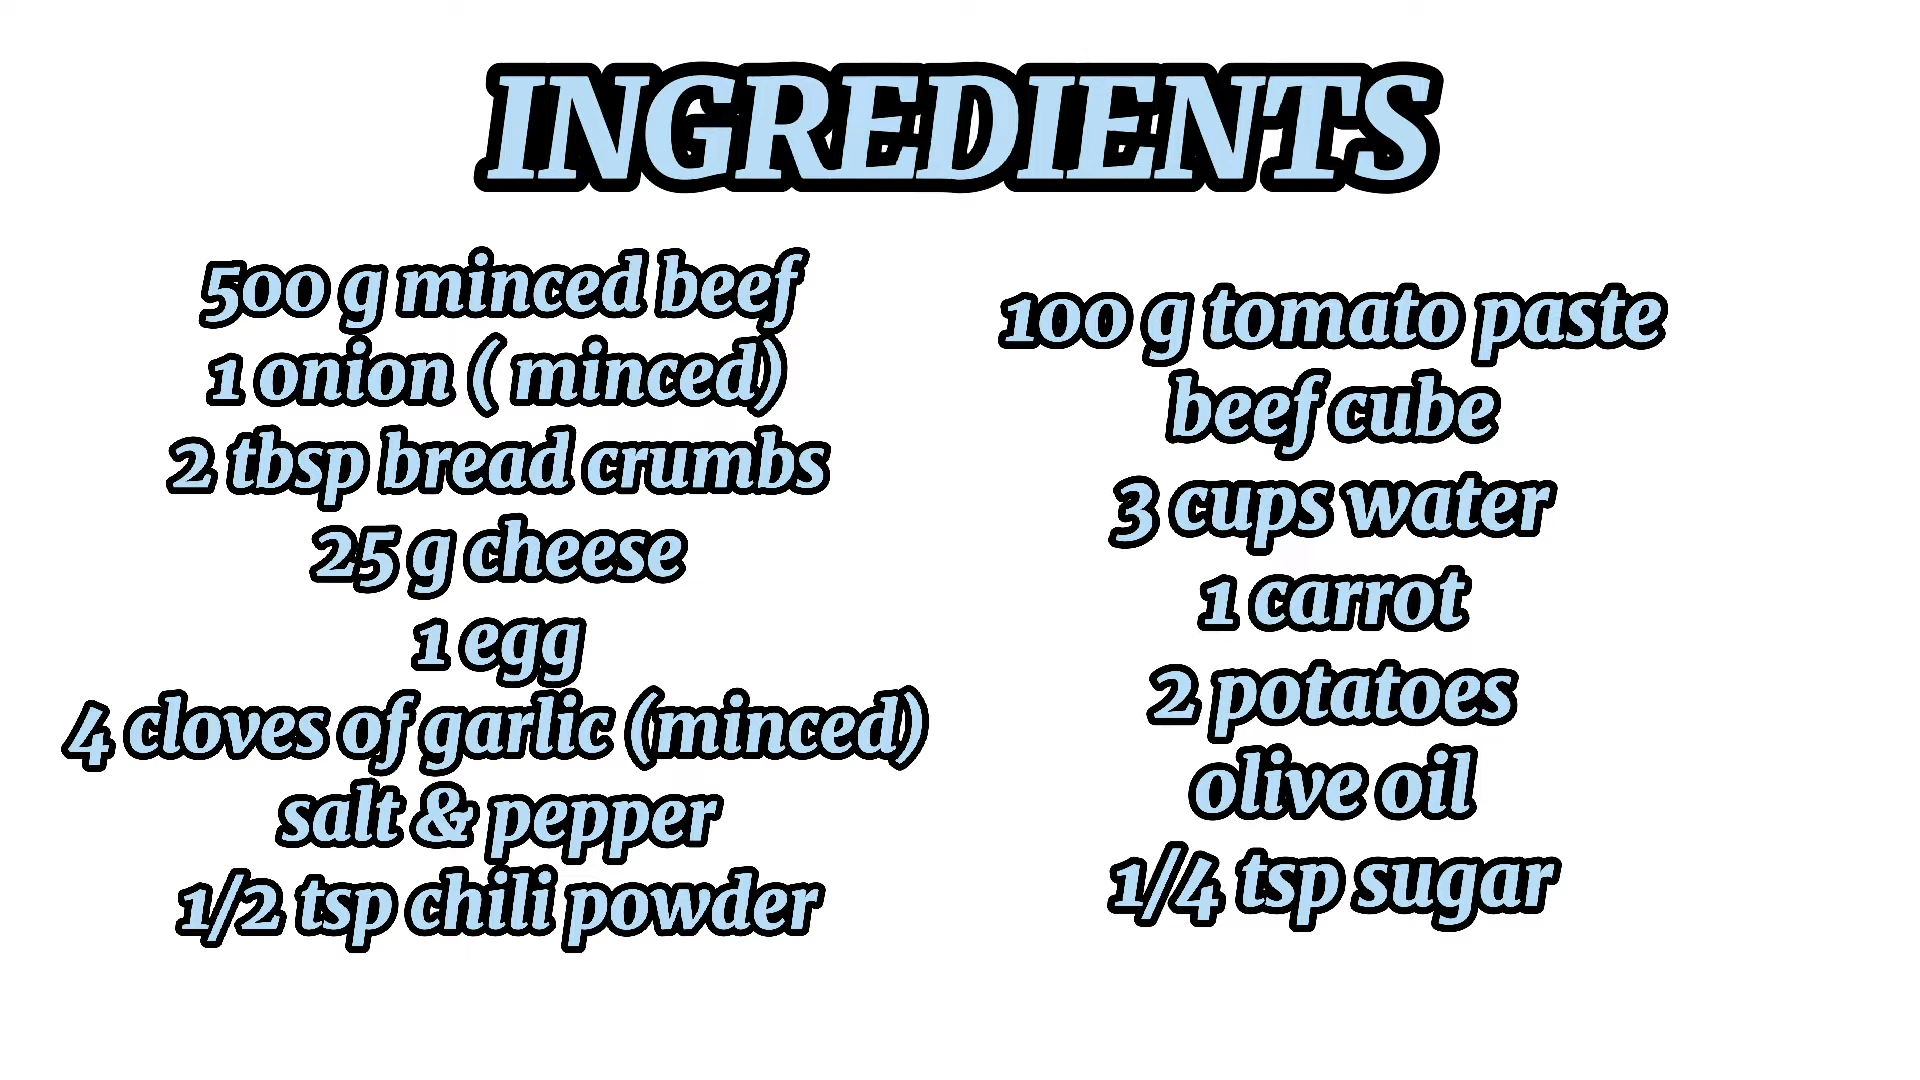 INGREDIENTS
500 g minced beef
1 onion ( minced)
2 tbsp bread crumbs
25 g cheese
1 egg
4 cloves of garlic (minced)
salt & pepper
1/2 tsp chili powder
100 g tomato paste
beef cube
3 cups water
1 carrot
2 potatoes
olive oil
1/4 tsp sugar